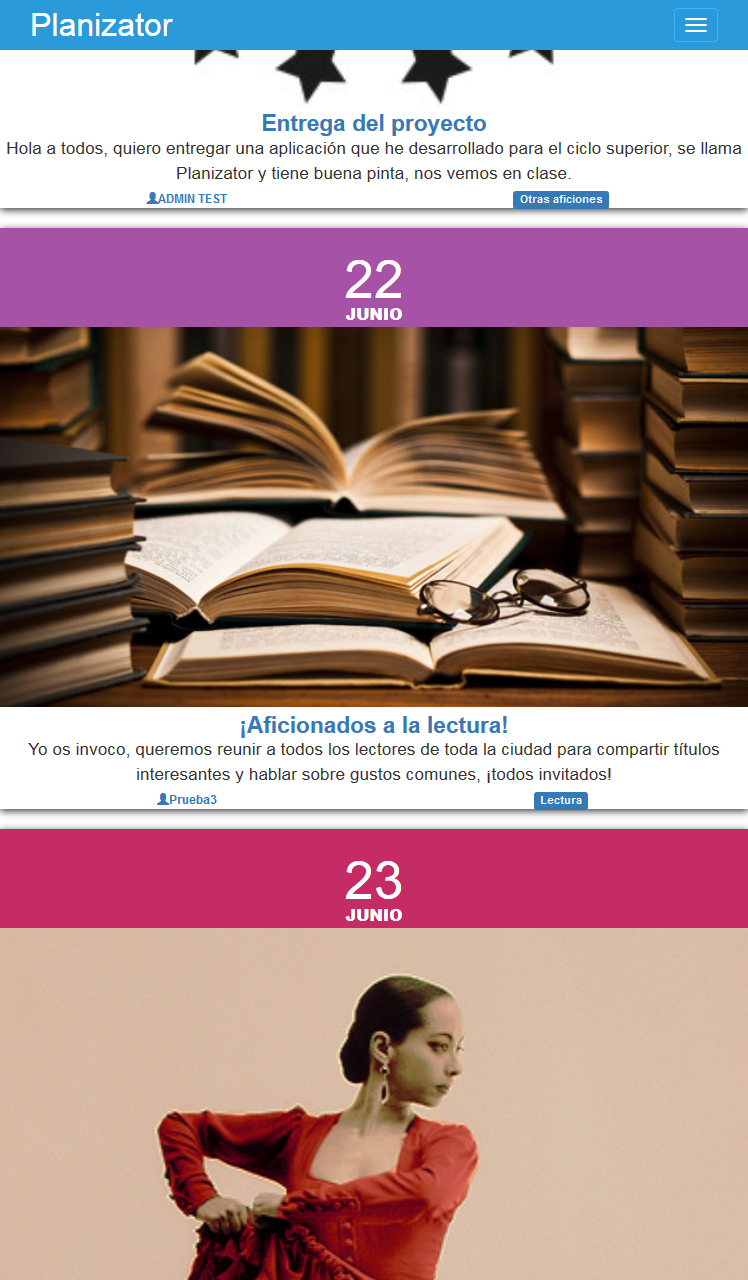 Planizator
Entrega del proyecto
Hola a todos, quiero entregar una aplicación que he desarrollado para el ciclo superior, se llama
Planizator y tiene buena pinta, nos vemos en clase.
ADMIN TEST Otras aficiones
22
JUNIO
¡Aficionados a la lectura!
Yo os invoco, queremos reunir a todos los lectores de toda la ciudad para compartir títulos
interesantes y hablar sobre gustos comunes, ¡todos invitados!
Prueba3 Lectura
23
JUNIO